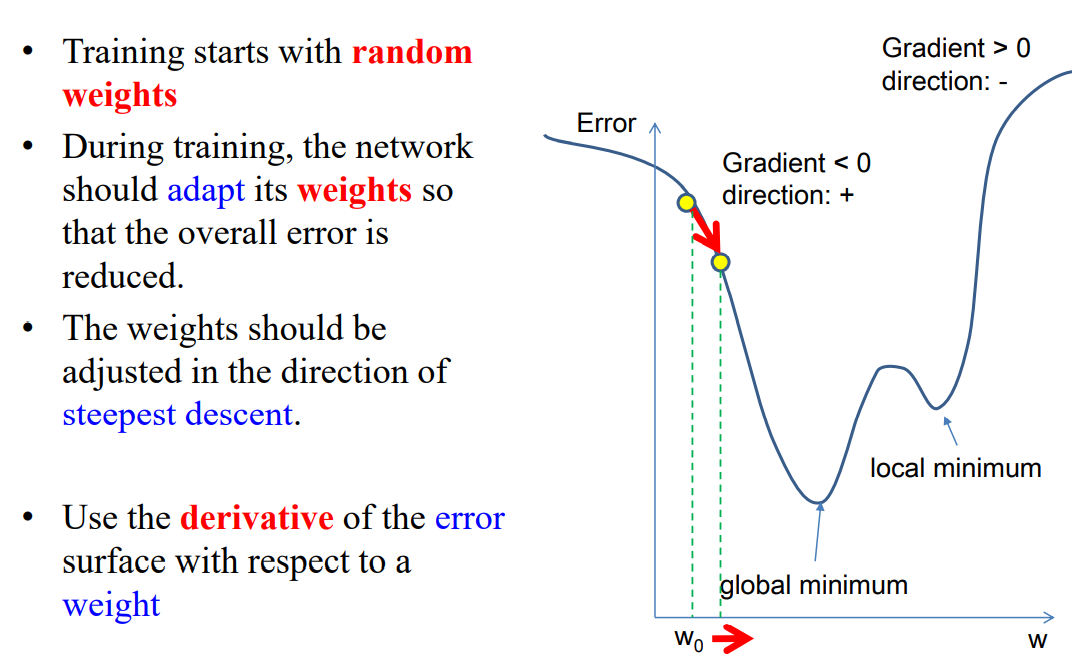 • Training starts with random
weights
• During training, the network
should adapt its weights so
that the overall error is
reduced.
• The weights should be
adjusted in the direction of
steepest descent.
• Use the derivative of the error
surface with respect to a
weight
Gradient > 0
direction: -
Error
Gradient < 0
direction: +
local minimum
global minimum
w₀
w